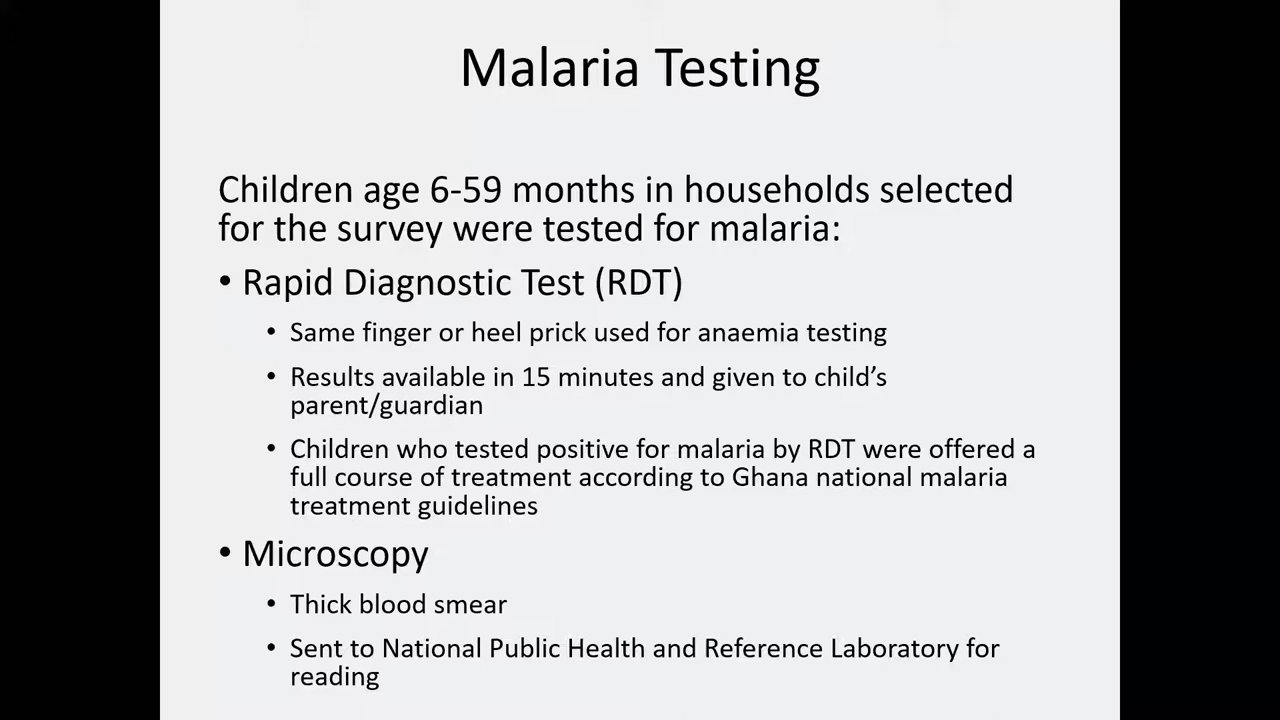 Malaria Testing
Children age 6-59 months in households selected
for the survey were tested for malaria:
• Rapid Diagnostic Test (RDT)
• Same finger or heel prick used for anaemia testing
• Results available in 15 minutes and given to child’s
parent/guardian
• Children who tested positive for malaria by RDT were offered a
full course of treatment according to Ghana national malaria
treatment guidelines
• Microscopy
• Thick blood smear
• Sent to National Public Health and Reference Laboratory for
reading